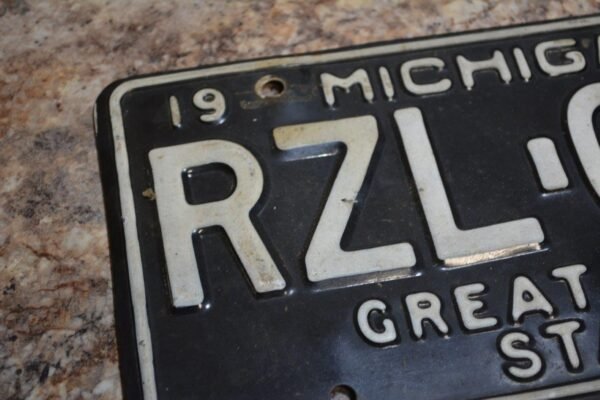 19 MICHIG
RZL-
GREAT
ST